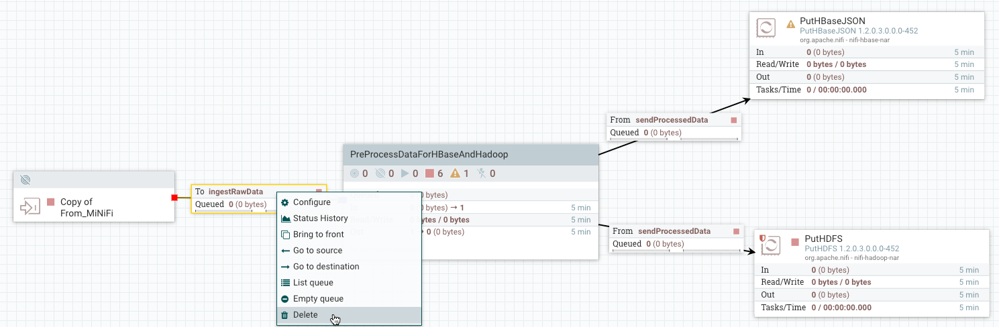 PutHBaseJSON
PutHBaseJSON 1.2.0.3.0.0.0-452
org.apache.nifi - nifi-hbase-nar
In 0 (0 bytes) 5 min
Read/Write 0 bytes / 0 bytes 5 min
Out 0 (0 bytes) 5 min
Tasks/Time 0 / 00:00:00.000 5 min
From sendProcessedData
Queued 0 (0 bytes)
PreProcessDataForHBaseAndHadoop
0 0 0 6 1 0
bytes)
bytes) → 1 5 min
ytes / 0 bytes 5 min
0 (0 bytes) 5 min
Copy of
From_MiNiFi
To ingestRawData
Queued 0 (0 bytes)
Configure
Status History
Bring to front
Go to source
Go to destination
List queue
Empty queue
Delete
From sendProcessedData
Queued 0 (0 bytes)
PutHDFS
PutHDFS 1.2.0.3.0.0.0-452
org.apache.nifi - nifi-hadoop-nar
In 0 (0 bytes) 5 min
Read/Write 0 bytes / 0 bytes 5 min
Out 0 (0 bytes) 5 min
Tasks/Time 0 / 00:00:00.000 5 min